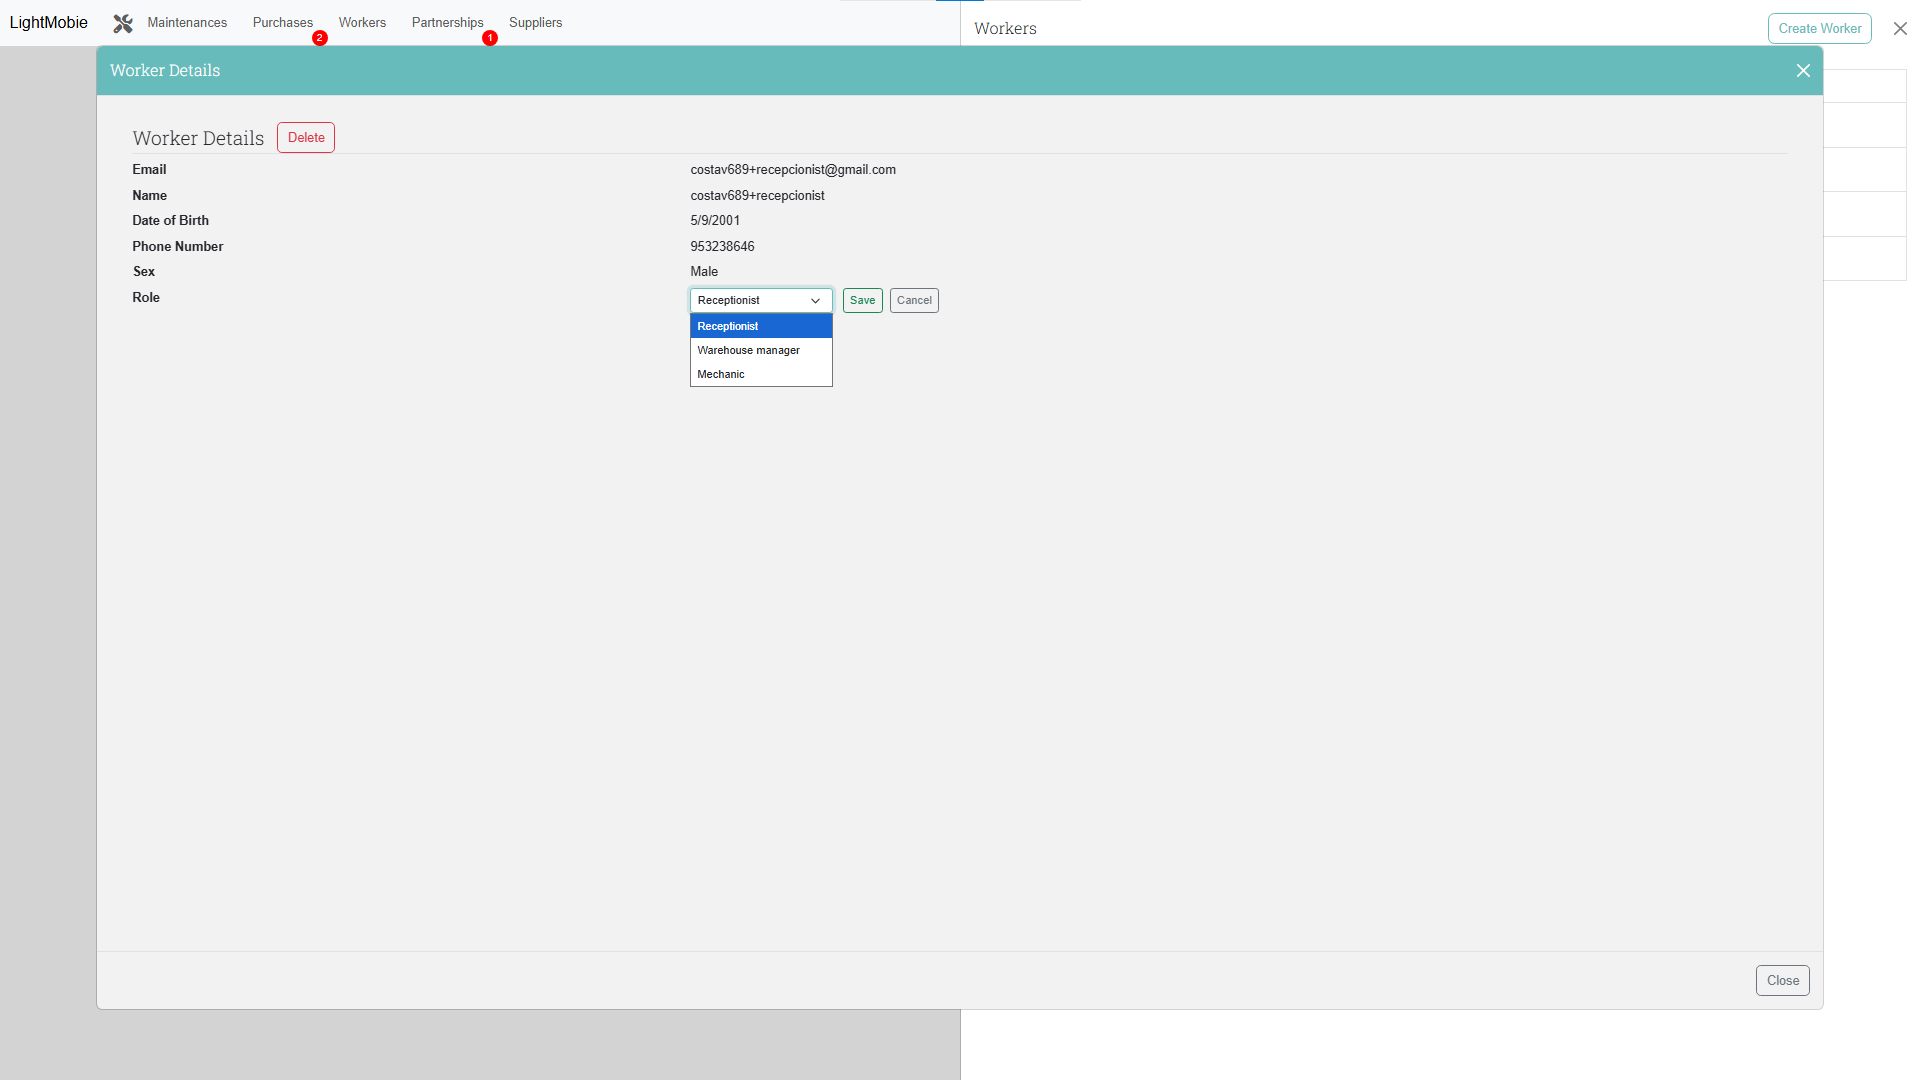 LightMobie Maintenances Purchases Workers Partnerships Suppliers
2 1
Workers Create Worker
Worker Details
Worker Details Delete
Email costav689+recepcionist@gmail.com
Name costav689+recepcionist
Date of Birth 5/9/2001
Phone Number 953238646
Sex Male
Role Receptionist Save Cancel
Receptionist
Warehouse manager
Mechanic
Close